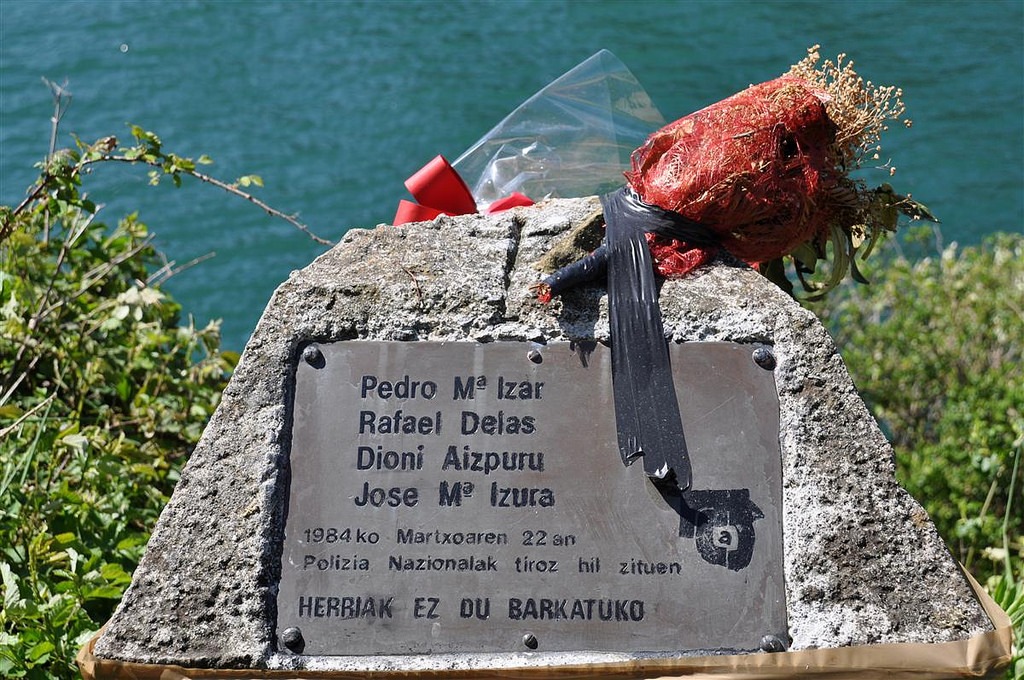 Pedro Mª Izar
Rafael Delas
Dioni Aizpuru
Jose Mª Izura
1984ko Martxoaren 22an
Polizia Nazionalak tiroz hil zituen
HERRIAK EZ DU BARKATUKO
a